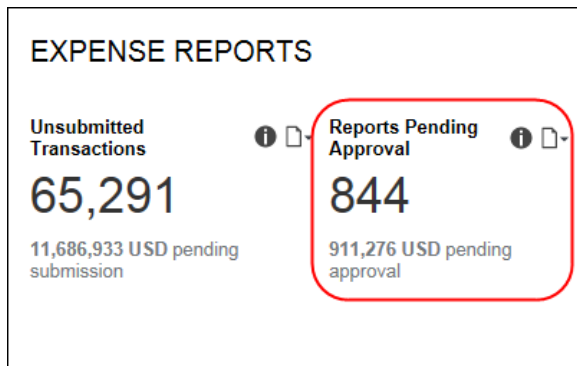 EXPENSE REPORTS
Unsubmitted
Transactions
65,291
11,686,933 USD pending
submission
Reports Pending
Approval
844
911,276 USD pending
approval